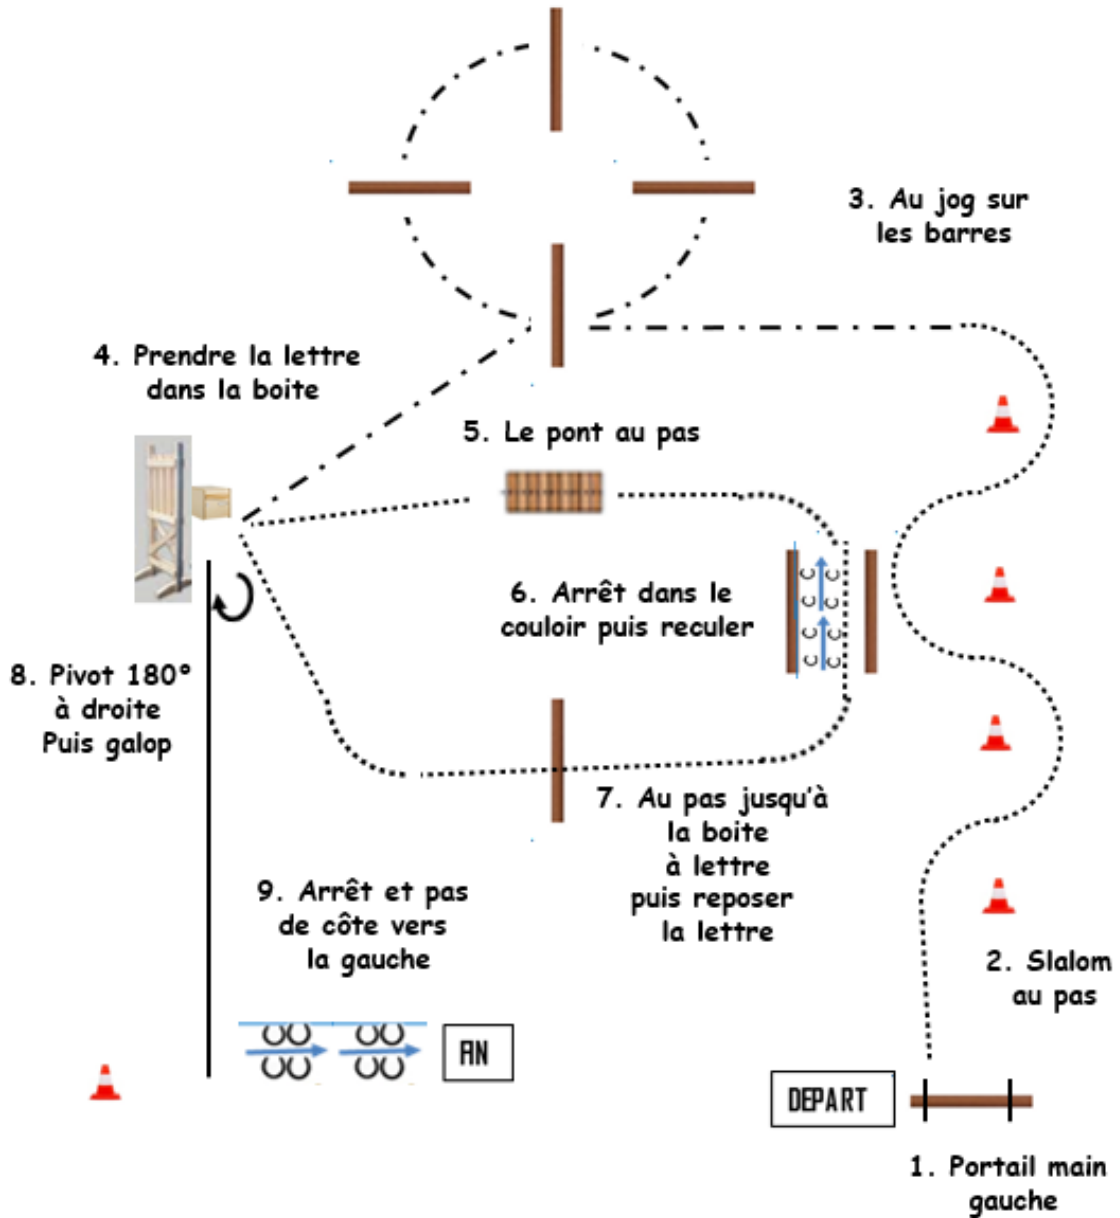 3. Au jog sur
les barres
4. Prendre la lettre
dans la boite
5. Le pont au pas
6. Arrêt dans le
couloir puis reculer
8. Pivot 180°
à droite
Puis galop
7. Au pas jusqu'à
la boite
à lettre
puis reposer
la lettre
9. Arrêt et pas
de côte vers
la gauche
2. Slalom
au pas
FIN
DEPART
1. Portail main
gauche